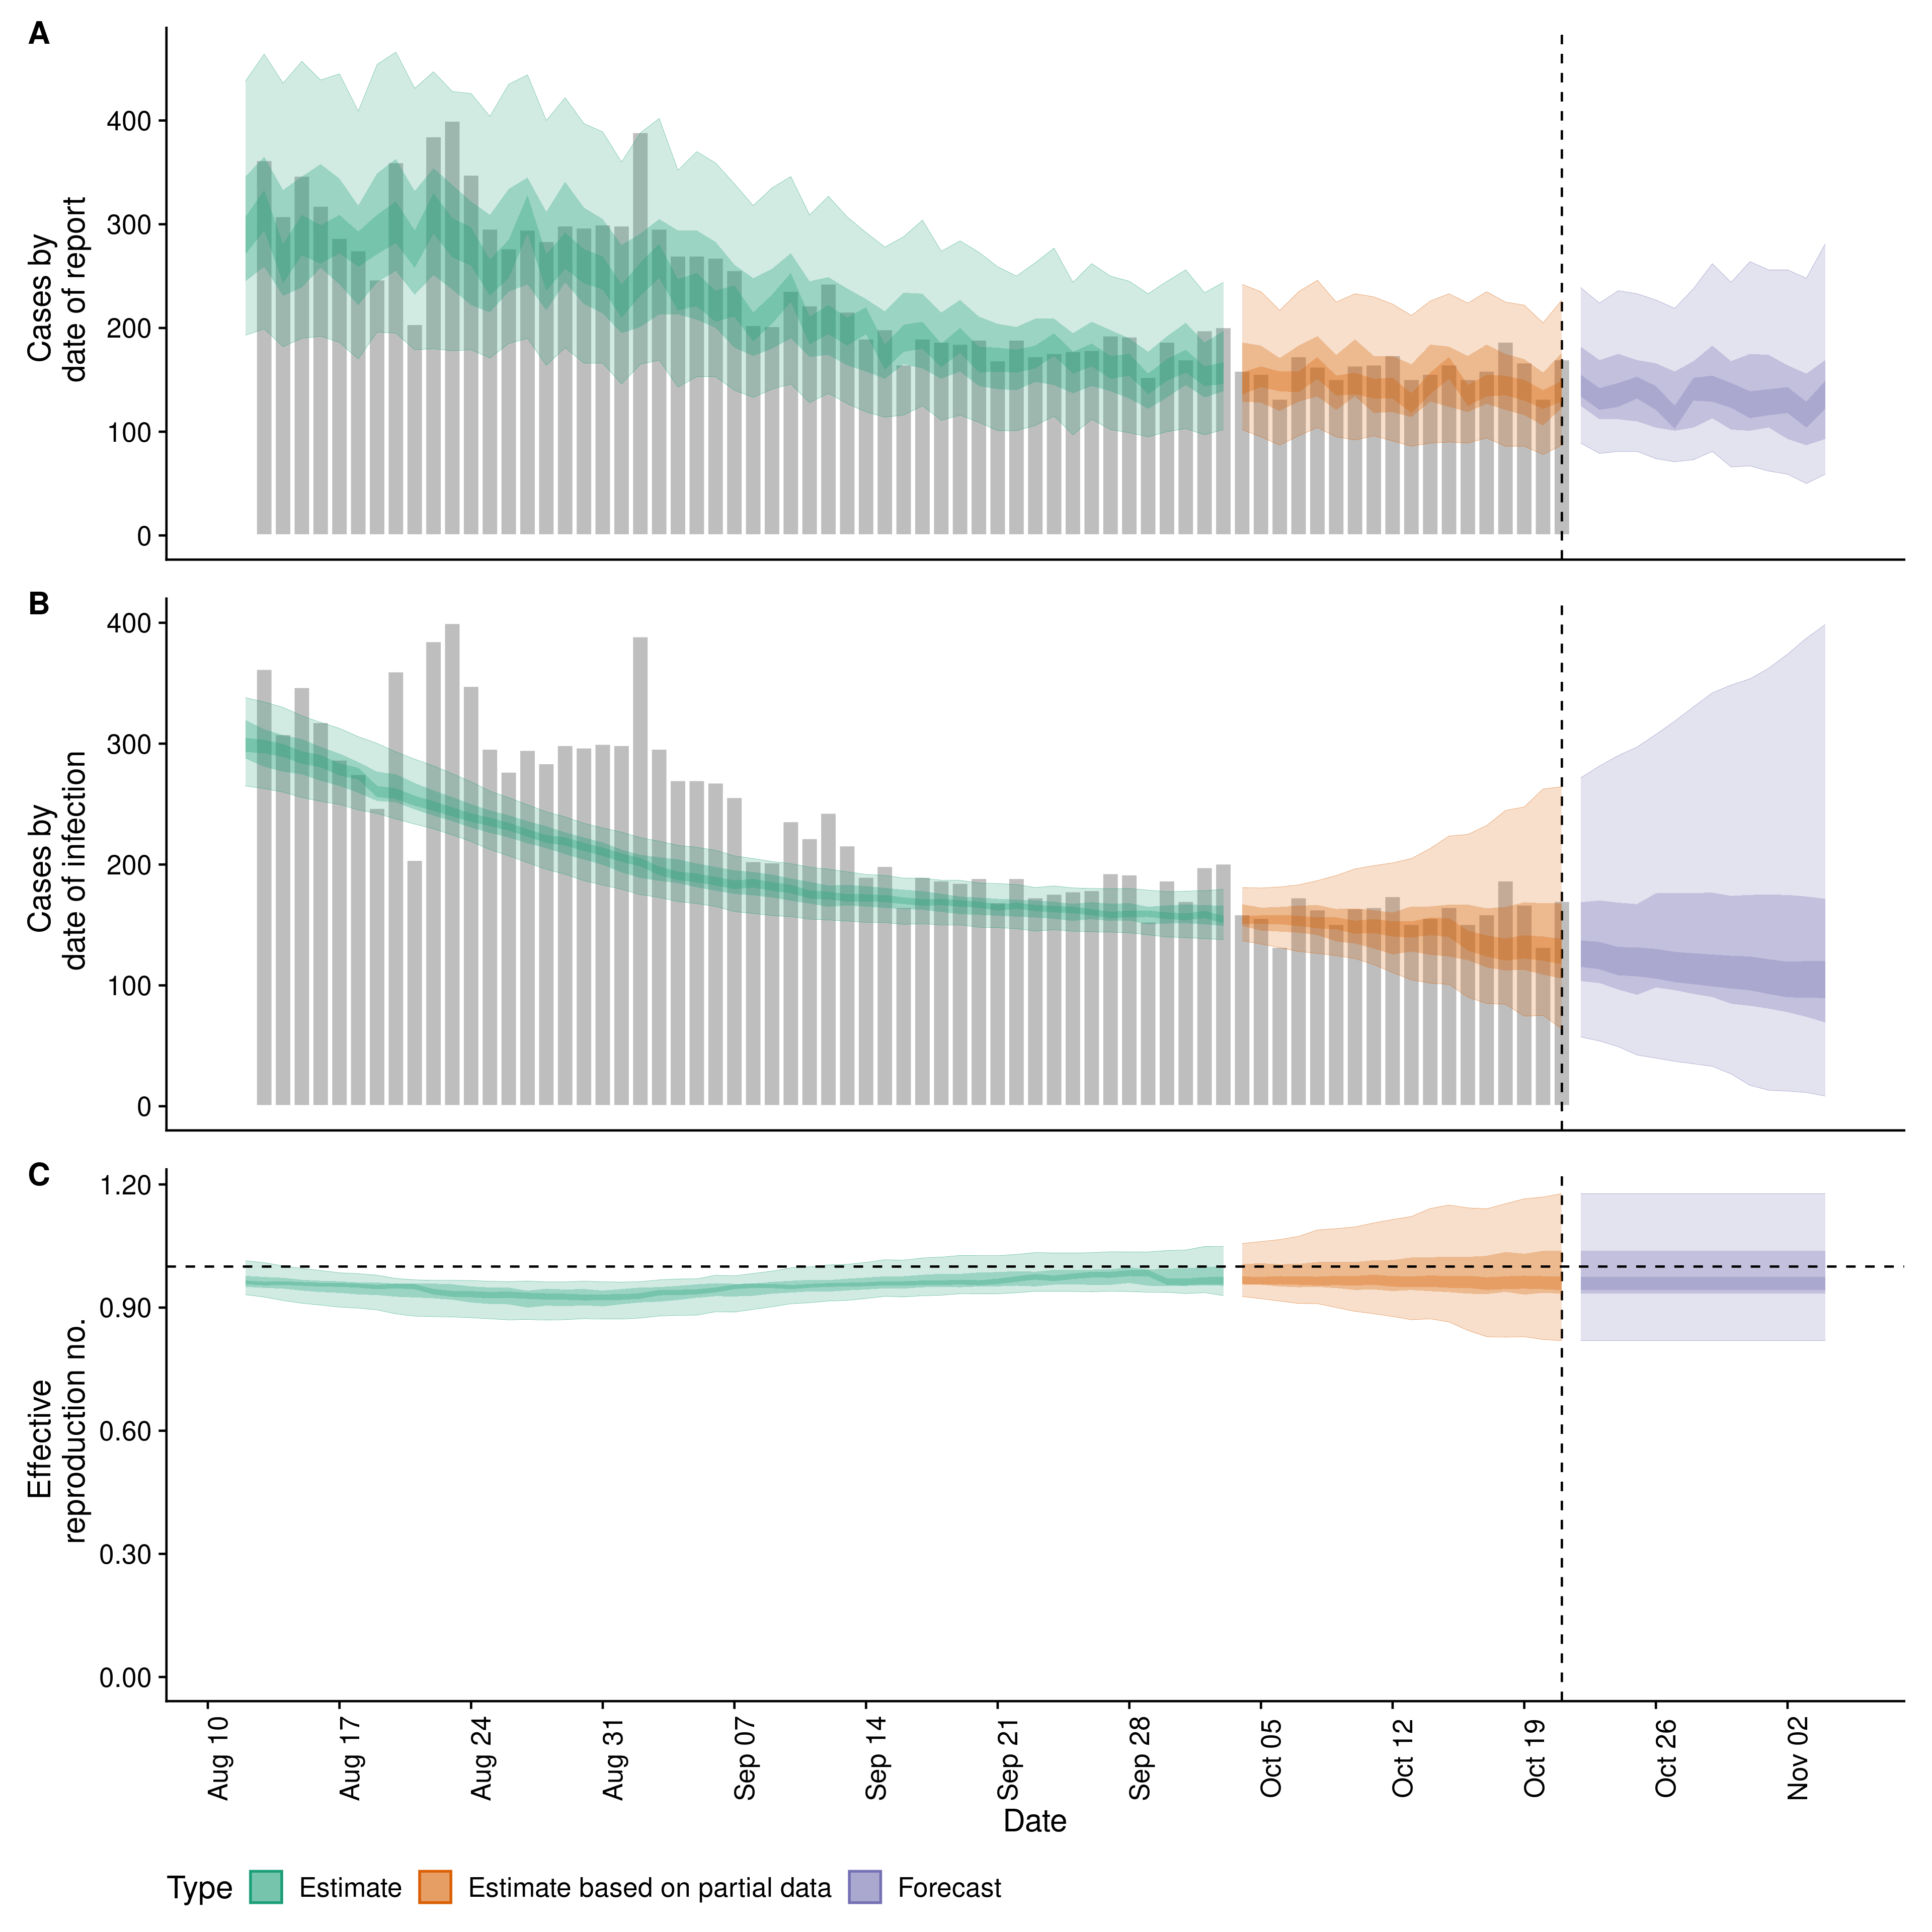 A
Cases by
date of report
400
300
200
100
0
B
Cases by
date of infection
400
300
200
100
0
C
Effective
reproduction no.
1.20
0.90
0.60
0.30
0.00
Aug 10
Aug 17
Aug 24
Aug 31
Sep 07
Sep 14
Sep 21
Sep 28
Oct 05
Oct 12
Oct 19
Oct 26
Nov 02
Date
Type Estimate Estimate based on partial data Forecast